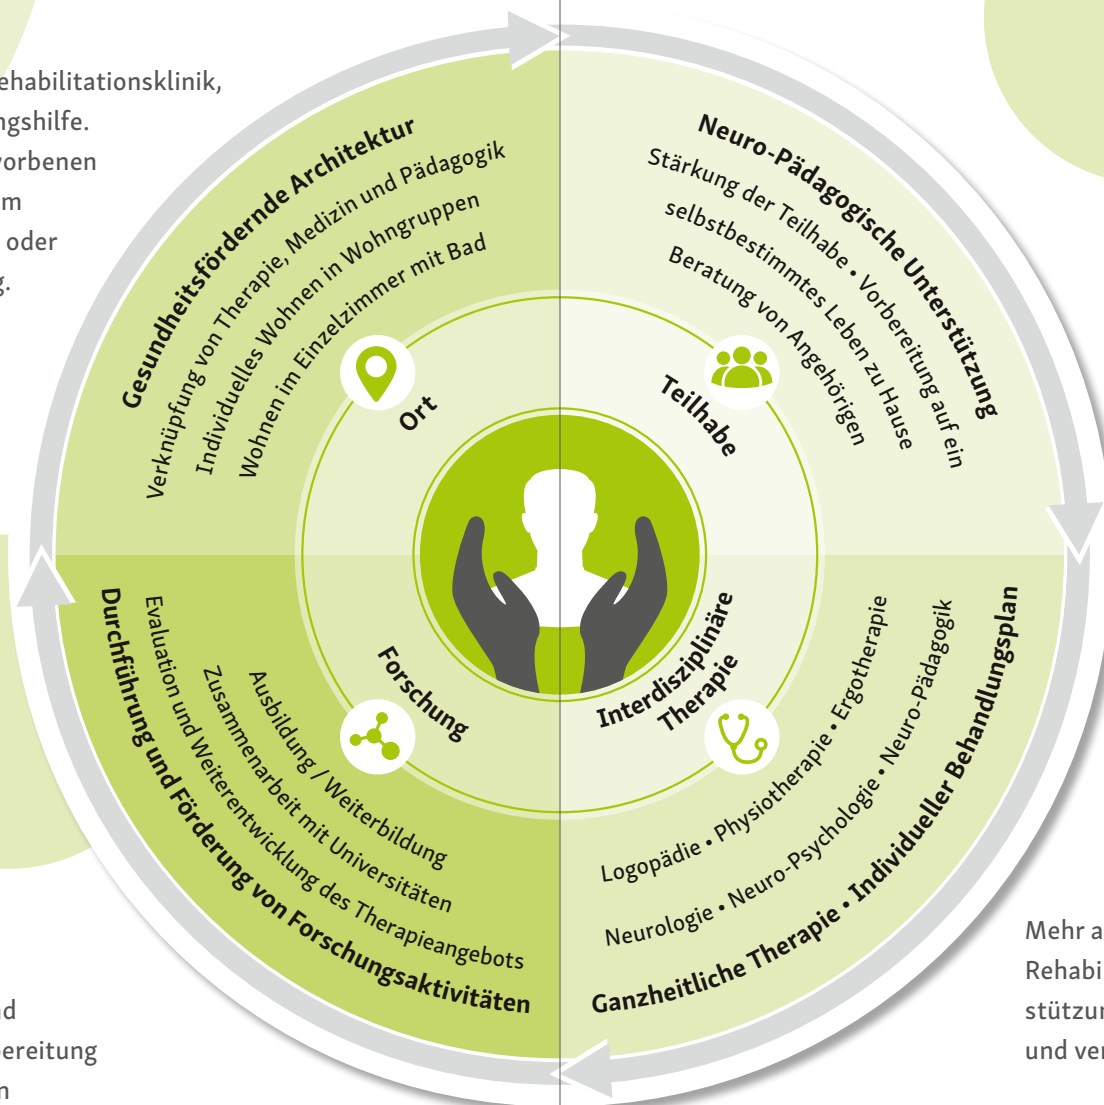 ehabilitationsklinik,
ngshilfe.
vorbenen
m
oder
g.
Gesundheitsfördernde Architektur
Verknüpfung von Therapie, Medizin und Pädagogik
Individuelles Wohnen in Wohngruppen
Wohnen im Einzelzimmer mit Bad
Ort
Neuro-Pädagogische Unterstützung
Stärkung der Teilhabe • Vorbereitung auf ein
selbstbestimmtes Leben zu Hause
Beratung von Angehörigen
Teilhabe
Forschung
Ausbildung / Weiterbildung
Zusammenarbeit mit Universitäten
Evaluation und Weiterentwicklung des Therapieangebots
Durchführung und Förderung von Forschungsaktivitäten
Interdisziplinäre
Therapie
Logopädie • Physiotherapie • Ergotherapie
Neurologie • Neuro-Psychologie • Neuro-Pädagogik
Ganzheitliche Therapie • Individueller Behandlungsplan
d
ereitung
n
Mehr a
Rehabi
stützu
und ve